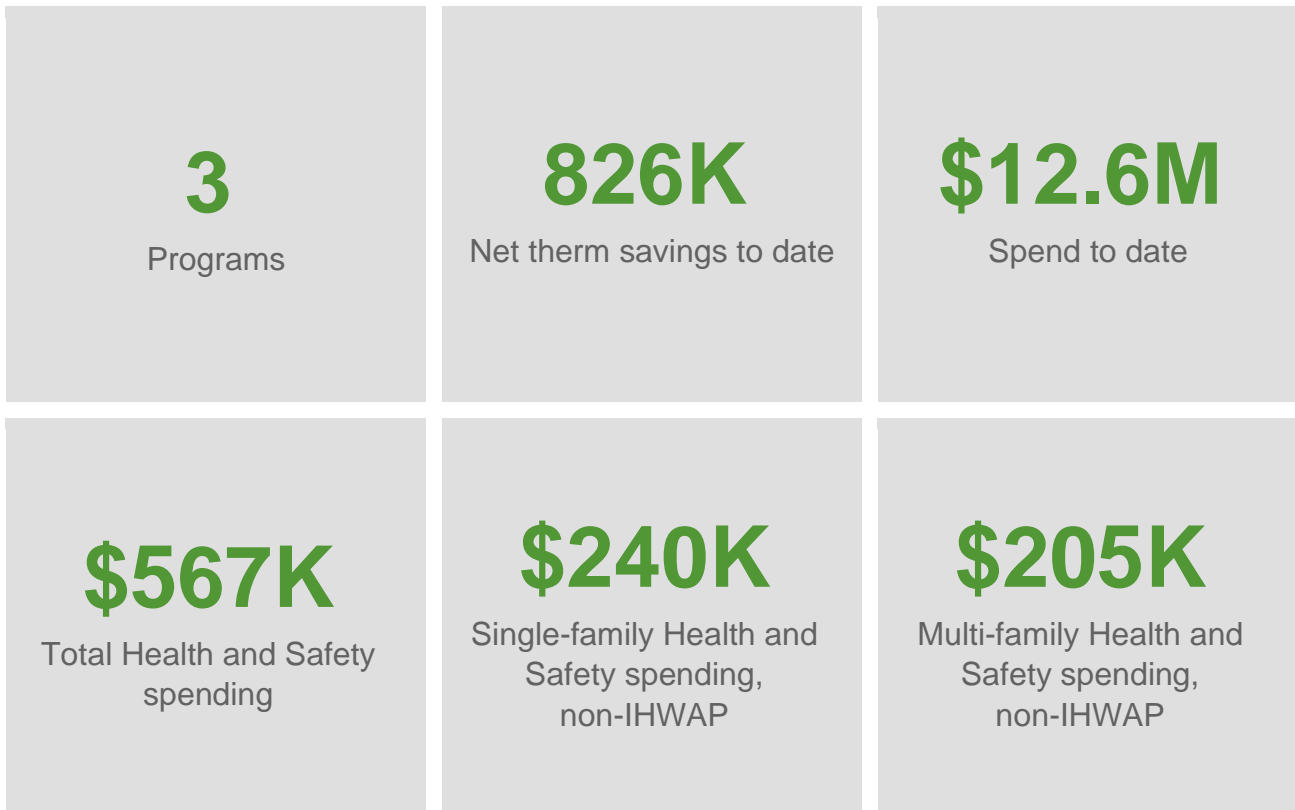 3
Programs
826K
Net therm savings to date
$12.6M
Spend to date
$567K
Total Health and Safety
spending
$240K
Single-family Health and
Safety spending,
non-IHWAP
$205K
Multi-family Health and
Safety spending,
non-IHWAP